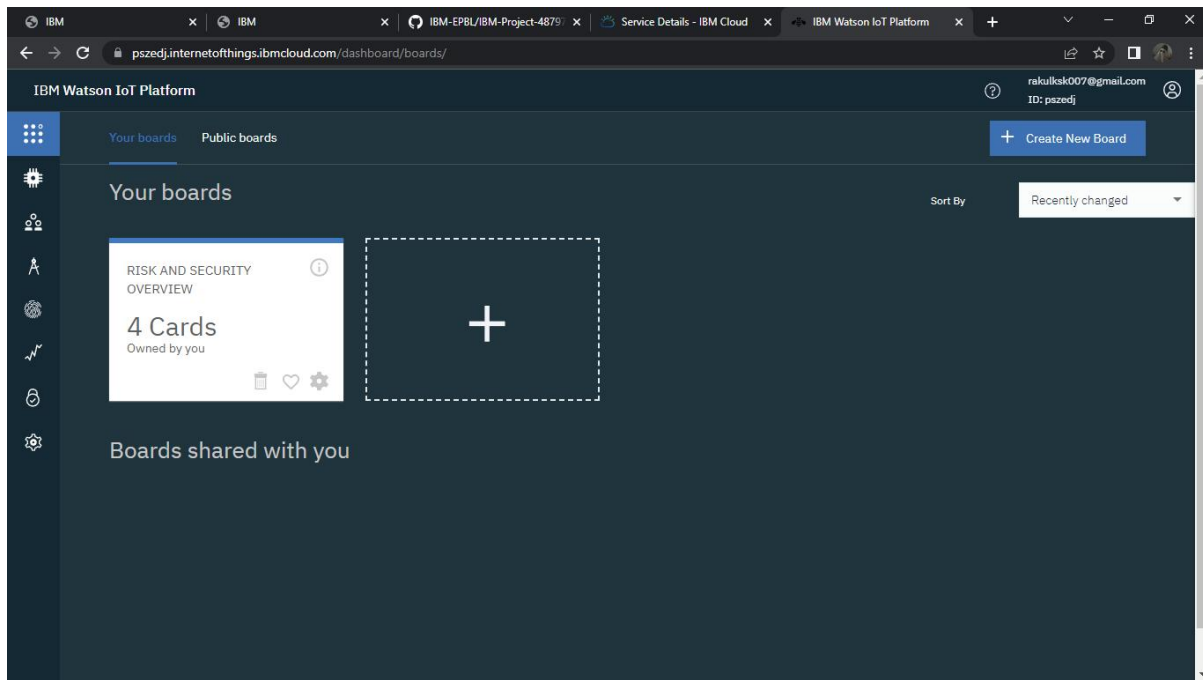 IBM
IBM
IBM-EPBL/IBM-Project-48797
Service Details - IBM Cloud
IBM Watson IoT Platform
pszedj.internetofthings.ibmcloud.com/dashboard/boards/
IBM Watson IoT Platform
rakulksk007@gmail.com
ID: pszedj
Your boards
Public boards
Create New Board
Your boards
Sort By
Recently changed
RISK AND SECURITY
OVERVIEW
4 Cards
Owned by you
Boards shared with you